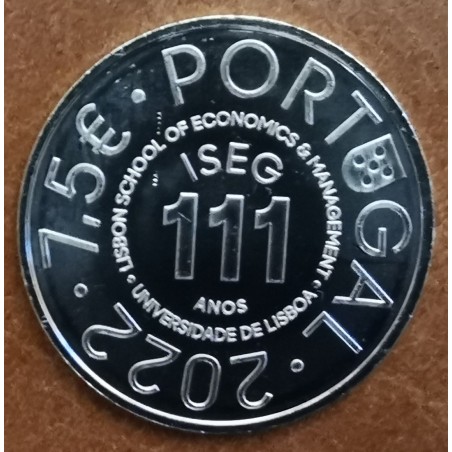 PORTUGAL · 2022 · 7,5€ ·
LISBON SCHOOL OF ECONOMICS & MANAGEMENT ·
UNIVERSIDADE DE LISBOA ·
ISEG
111
ANOS